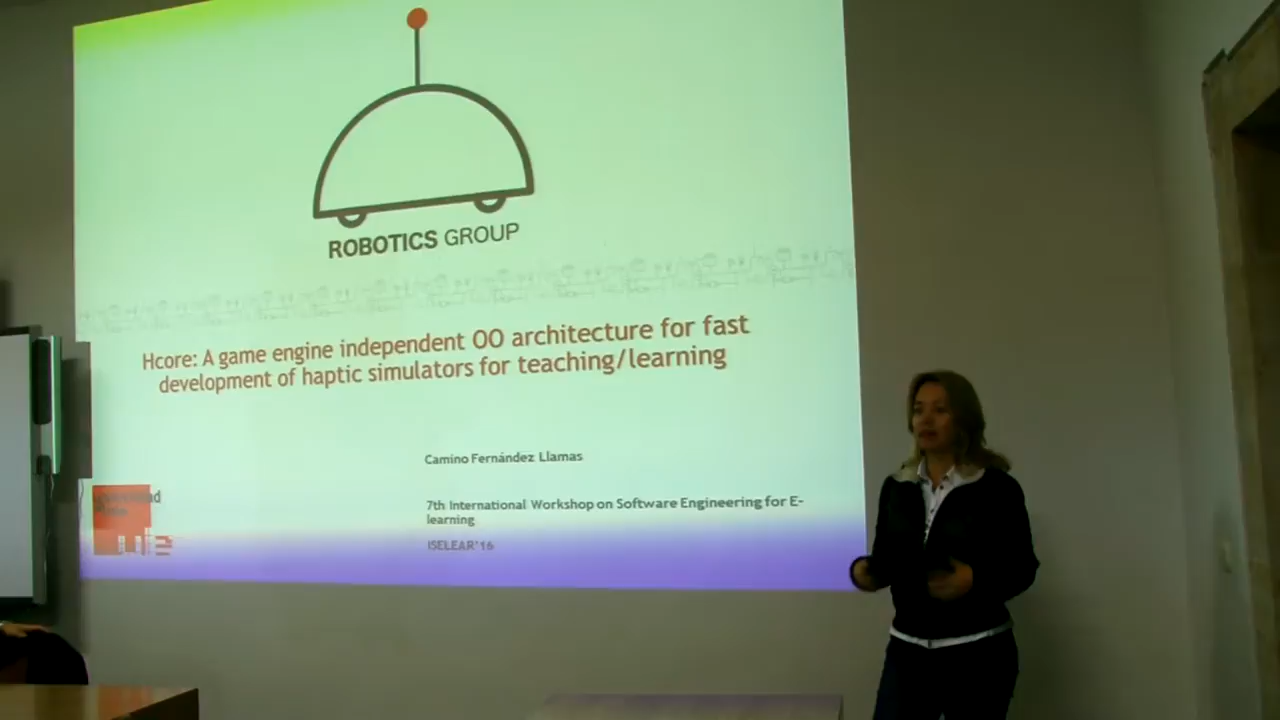 ROBOTICS GROUP
Hcore: A game engine independent OO architecture for fast
development of haptic simulators for teaching/learning
Camino Fernández Llamas
7th International Workshop on Software Engineering for E-
learning
ISELEAR'16